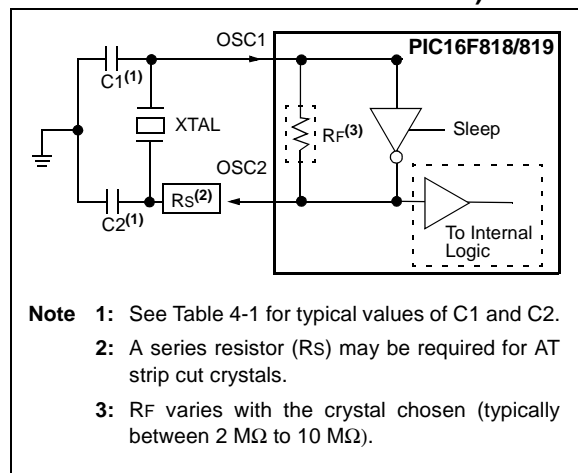 OSC1
PIC16F818/819
C1(1)
XTAL
RF(3)
Sleep
OSC2
RS(2)
C2(1)
To Internal
Logic
Note 1: See Table 4-1 for typical values of C1 and C2.
2: A series resistor (RS) may be required for AT
strip cut crystals.
3: RF varies with the crystal chosen (typically
between 2 MΩ to 10 MΩ).